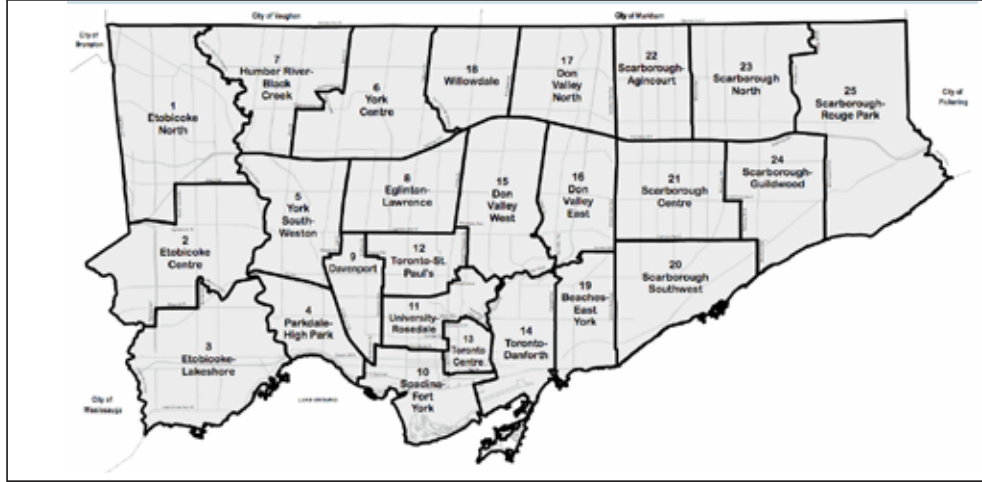 City of Vaughan
City of Markham
City of
Brampton
7
Humber River-
Black
Creek
6
York
Centre
18
Willowdale
17
Don
Valley
North
22
Scarborough-
Agincourt
23
Scarborough
North
25
Scarborough-
Rouge Park
City of
Pickering
1
Etobicoke
North
5
York
South-
Weston
8
Eglinton-
Lawrence
15
Don
Valley
West
16
Don
Valley
East
21
Scarborough
Centre
24
Scarborough-
Guildwood
2
Etobicoke
Centre
9
Davenport
12
Toronto-St.
Paul's
20
Scarborough
Southwest
19
Beaches-
East
York
4
Parkdale-
High Park
11
University-
Rosedale
13
Toronto
Centre
14
Toronto-
Danforth
3
Etobicoke-
Lakeshore
10
Spadina-
Fort
York
City of
Mississauga
LAKE ONTARIO